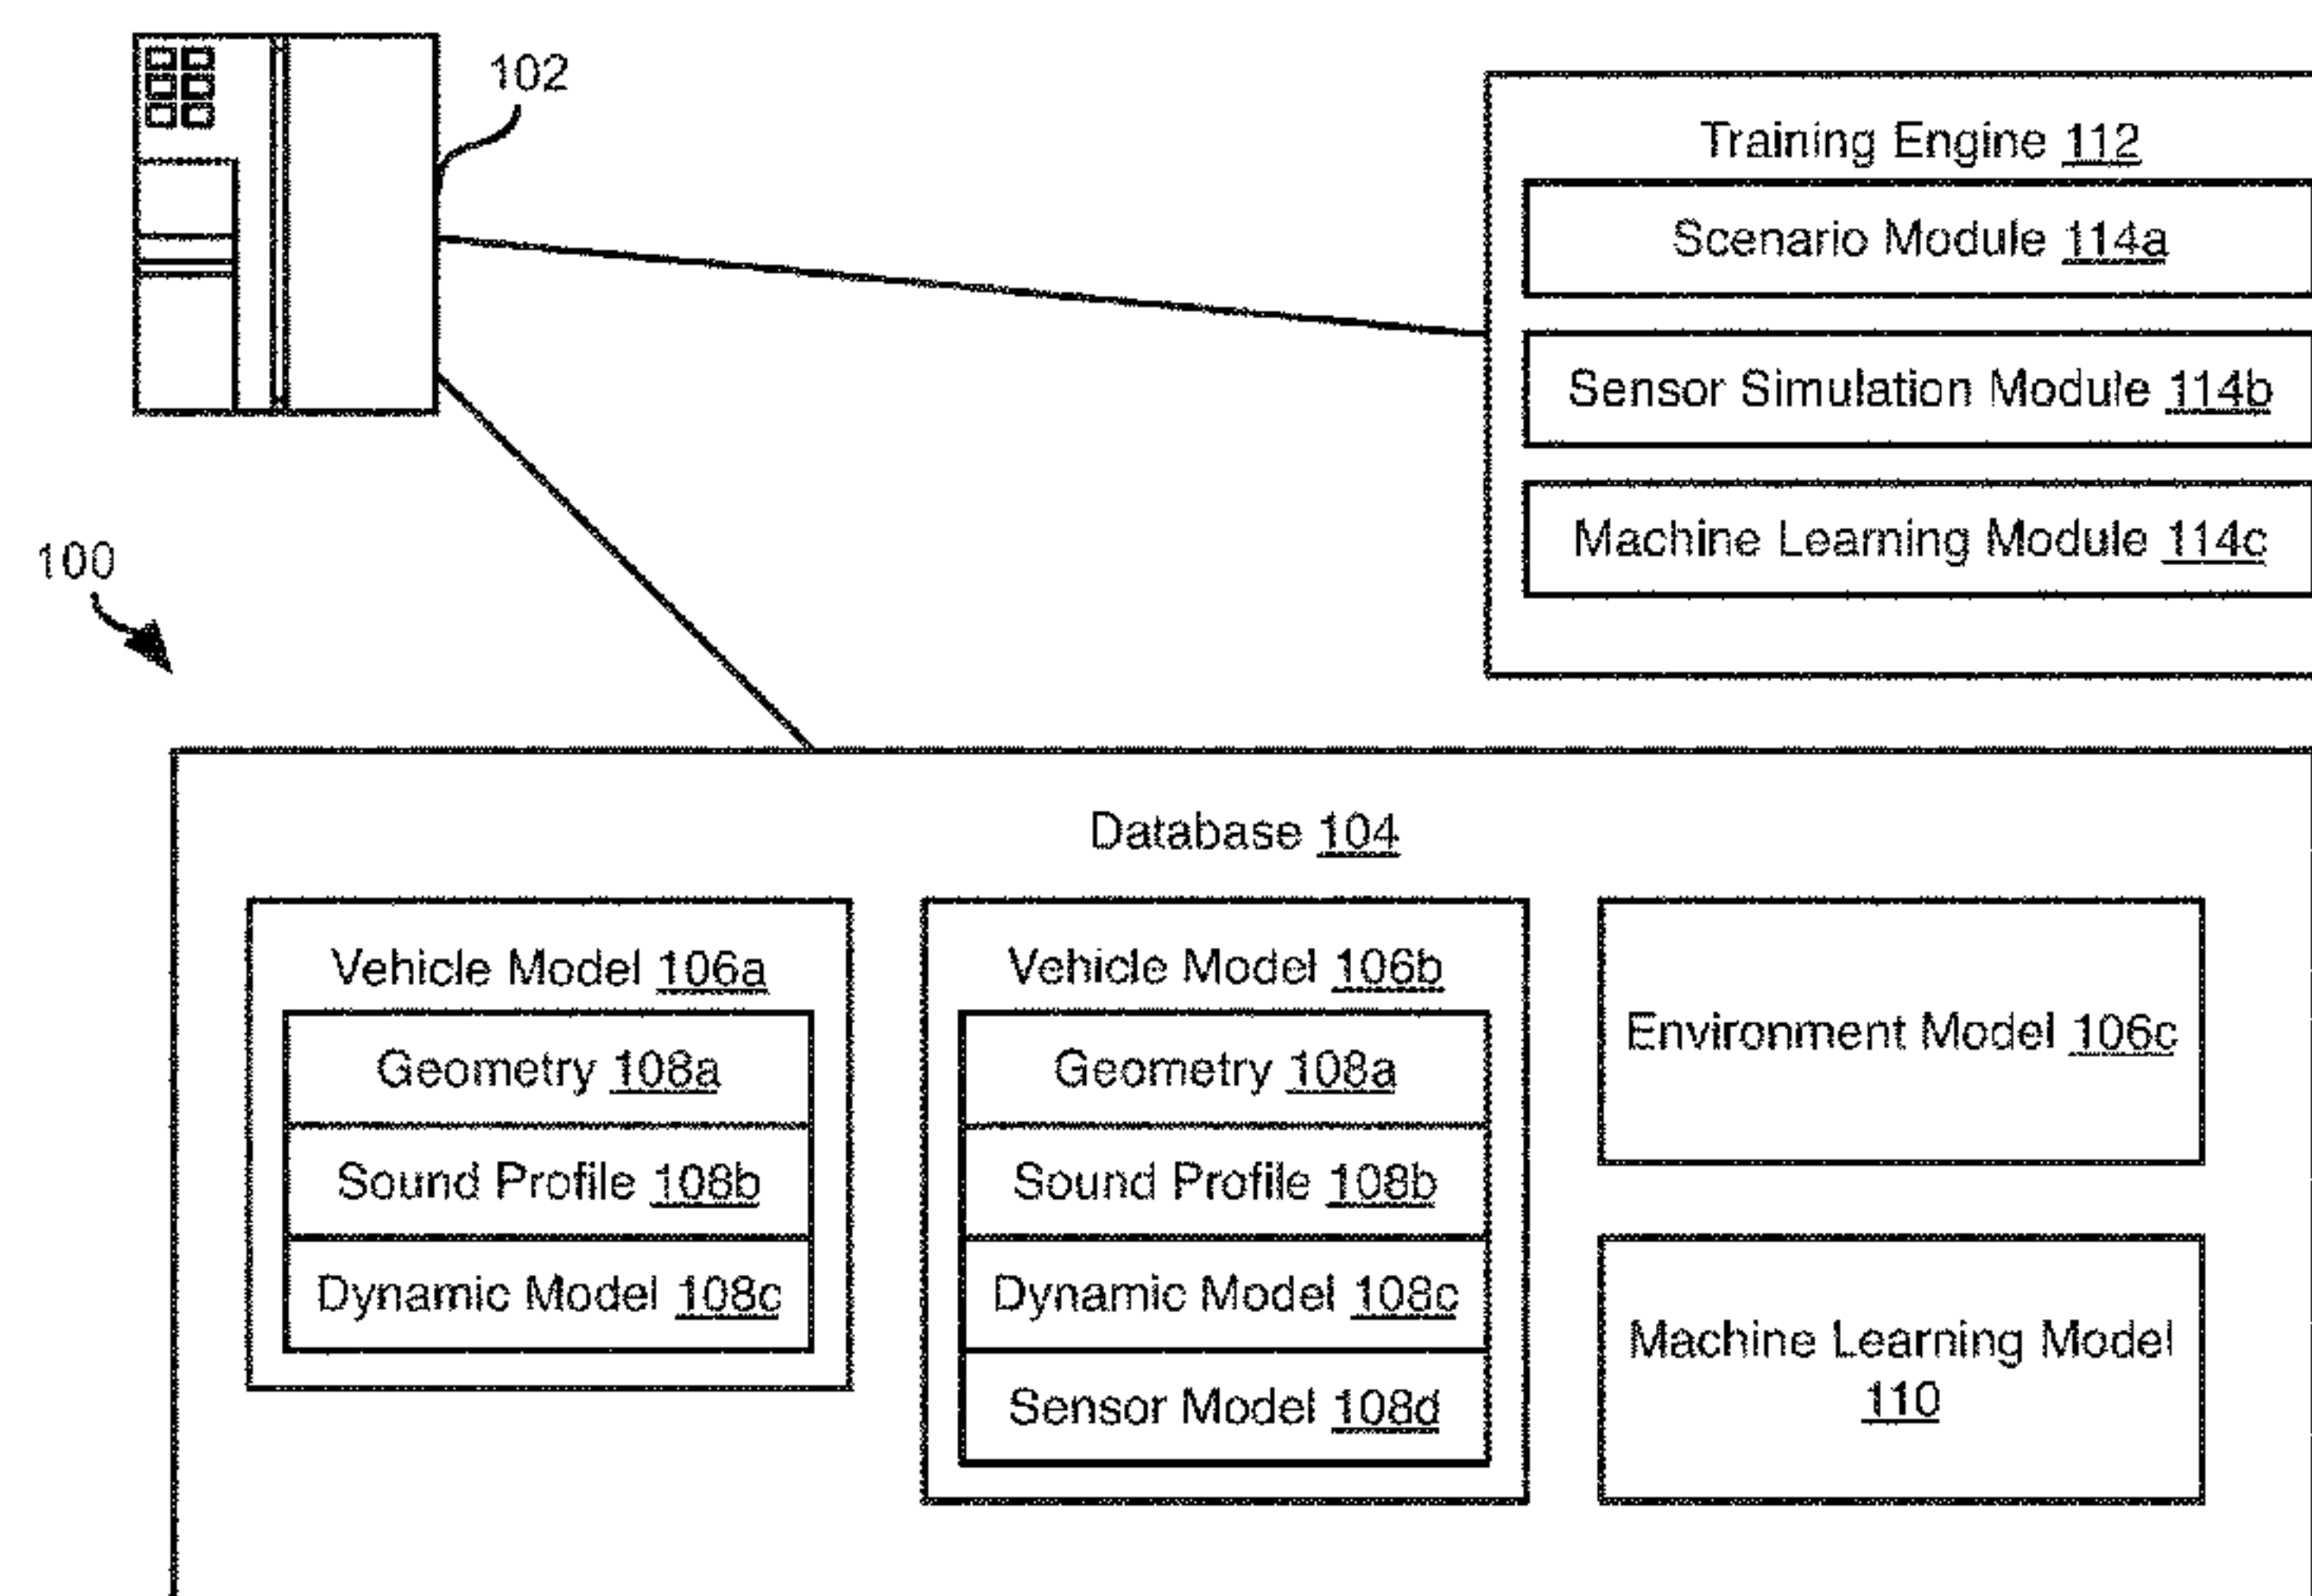 102
Training Engine 112
Scenario Module 114a
Sensor Simulation Module 114b
Machine Learning Module 114c
100
Database 104
Vehicle Model 106a
Geometry 108a
Sound Profile 108b
Dynamic Model 108c
Vehicle Model 106b
Geometry 108a
Sound Profile 108b
Dynamic Model 108c
Sensor Model 108d
Environment Model 106c
Machine Learning Model
110